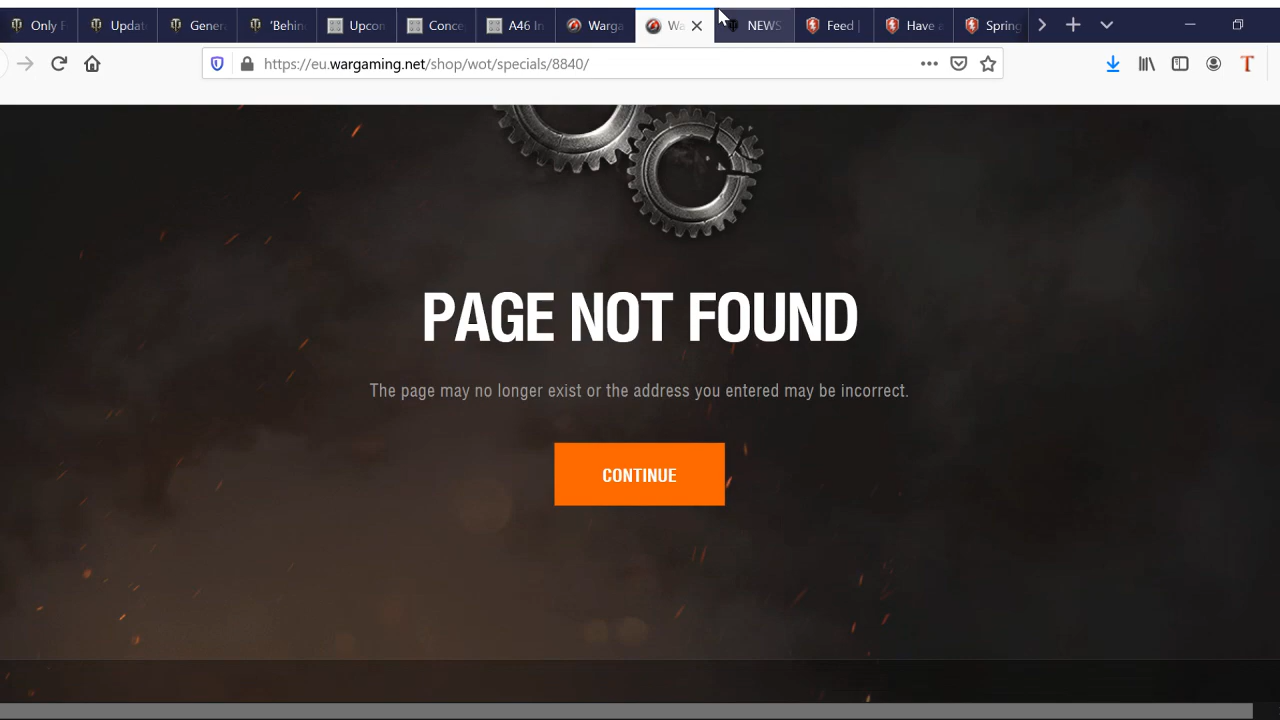 Only F
Updat
Gener
'Behin
Upcon
Conce
A46 In
Warga
Wa
NEWS
Feed |
Have a
Spring
https://eu.wargaming.net/shop/wot/specials/8840/
T
PAGE NOT FOUND
The page may no longer exist or the address you entered may be incorrect.
CONTINUE